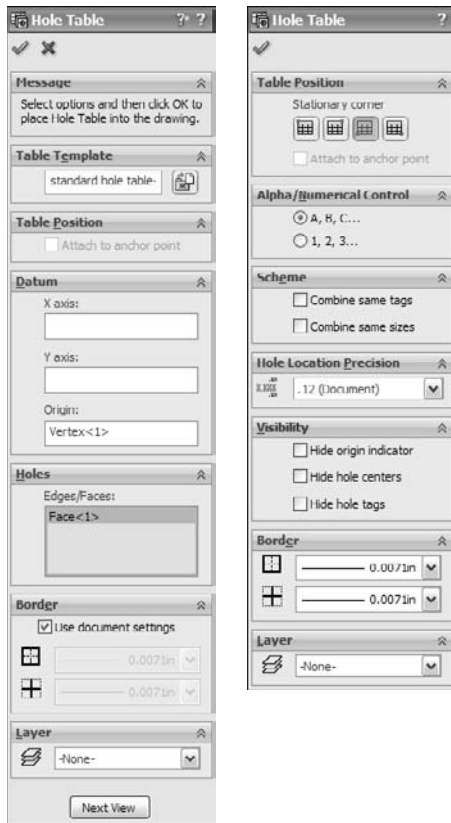 Hole Table
Message
Select options and then click OK to
place Hole Table into the drawing.
Table Template
standard hole table-
Table Position
Attach to anchor point
Datum
X axis:
Y axis:
Origin:
Vertex<1>
Holes
Edges/Faces:
Face<1>
Border
Use document settings
0.0071in
0.0071in
Layer
-None-
Next View
Hole Table
Table Position
Stationary corner
Attach to anchor point
Alpha/Numerical Control
A, B, C...
1, 2, 3...
Scheme
Combine same tags
Combine same sizes
Hole Location Precision
.12 (Document)
Visibility
Hide origin indicator
Hide hole centers
Hide hole tags
Border
0.0071in
0.0071in
Layer
-None-